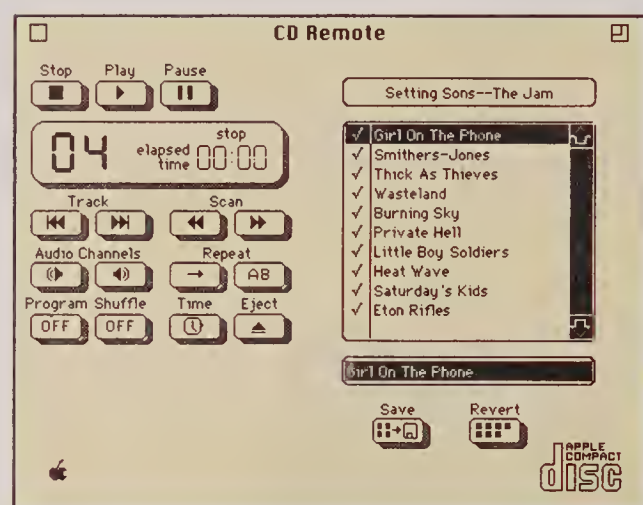 CD Remote
Stop Play Pause
Setting Sons--The Jam
04
stop
elapsed time 00:00
Track Scan
Audio Channels Repeat
AB
Program Shuffle Time Eject
OFF OFF
Girl On The Phone
Smithers-Jones
Thick As Thieves
Wasteland
Burning Sky
Private Hell
Little Boy Soldiers
Heat Wave
Saturday's Kids
Eton Rifles
Girl On The Phone
Save Revert
APPLE
COMPACT
disc